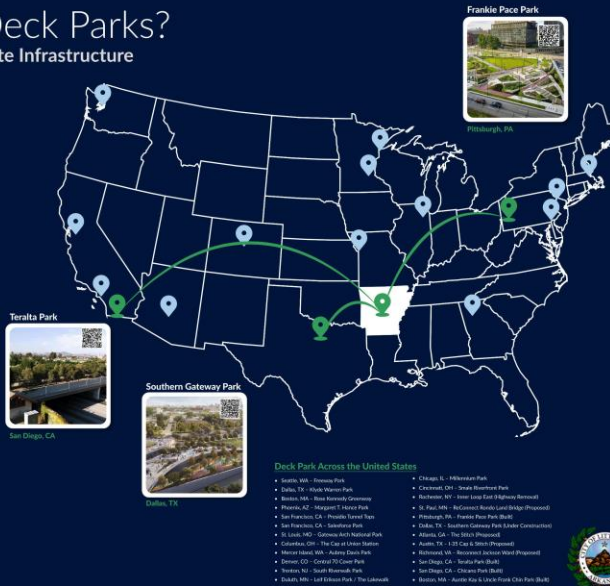 Deck Parks?
te Infrastructure
Frankie Pace Park
Pittsburgh, PA
Teralta Park
San Diego, CA
Southern Gateway Park
Dallas, TX
Deck Park Across the United States
• Seattle, WA – Freeway Park
• Dallas, TX – Klyde Warren Park
• Boston, MA – Rose Kennedy Greenway
• Phoenix, AZ – Margaret T. Hance Park
• San Francisco, CA – Presidio Tunnel Tops
• San Francisco, CA – Salesforce Park
• St. Louis, MO – Gateway Arch National Park
• Columbus, OH – The Cap at Union Station
• Mercer Island, WA – Aubrey Davis Park
• Denver, CO – Central 70 Cover Park
• Trenton, NJ – South Riverwalk Park
• Duluth, MN – Leif Erikson Park / The Lakewalk
• Chicago, IL – Millennium Park
• Cincinnati, OH – Smale Riverfront Park
• Rochester, NY – Inner Loop East (Highway Removal)
• St. Paul, MN – ReConnect Rondo Land Bridge (Proposed)
• Pittsburgh, PA – Frankie Pace Park (Built)
• Dallas, TX – Southern Gateway Park (Under Construction)
• Atlanta, GA – The Stitch (Proposed)
• Austin, TX – I-35 Cap & Stitch (Proposed)
• Richmond, VA – Reconnect Jackson Ward (Proposed)
• San Diego, CA – Teralta Park (Built)
• San Diego, CA – Chicano Park (Built)
• Boston, MA – Auntie Kay & Uncle Frank Chin Park (Built)